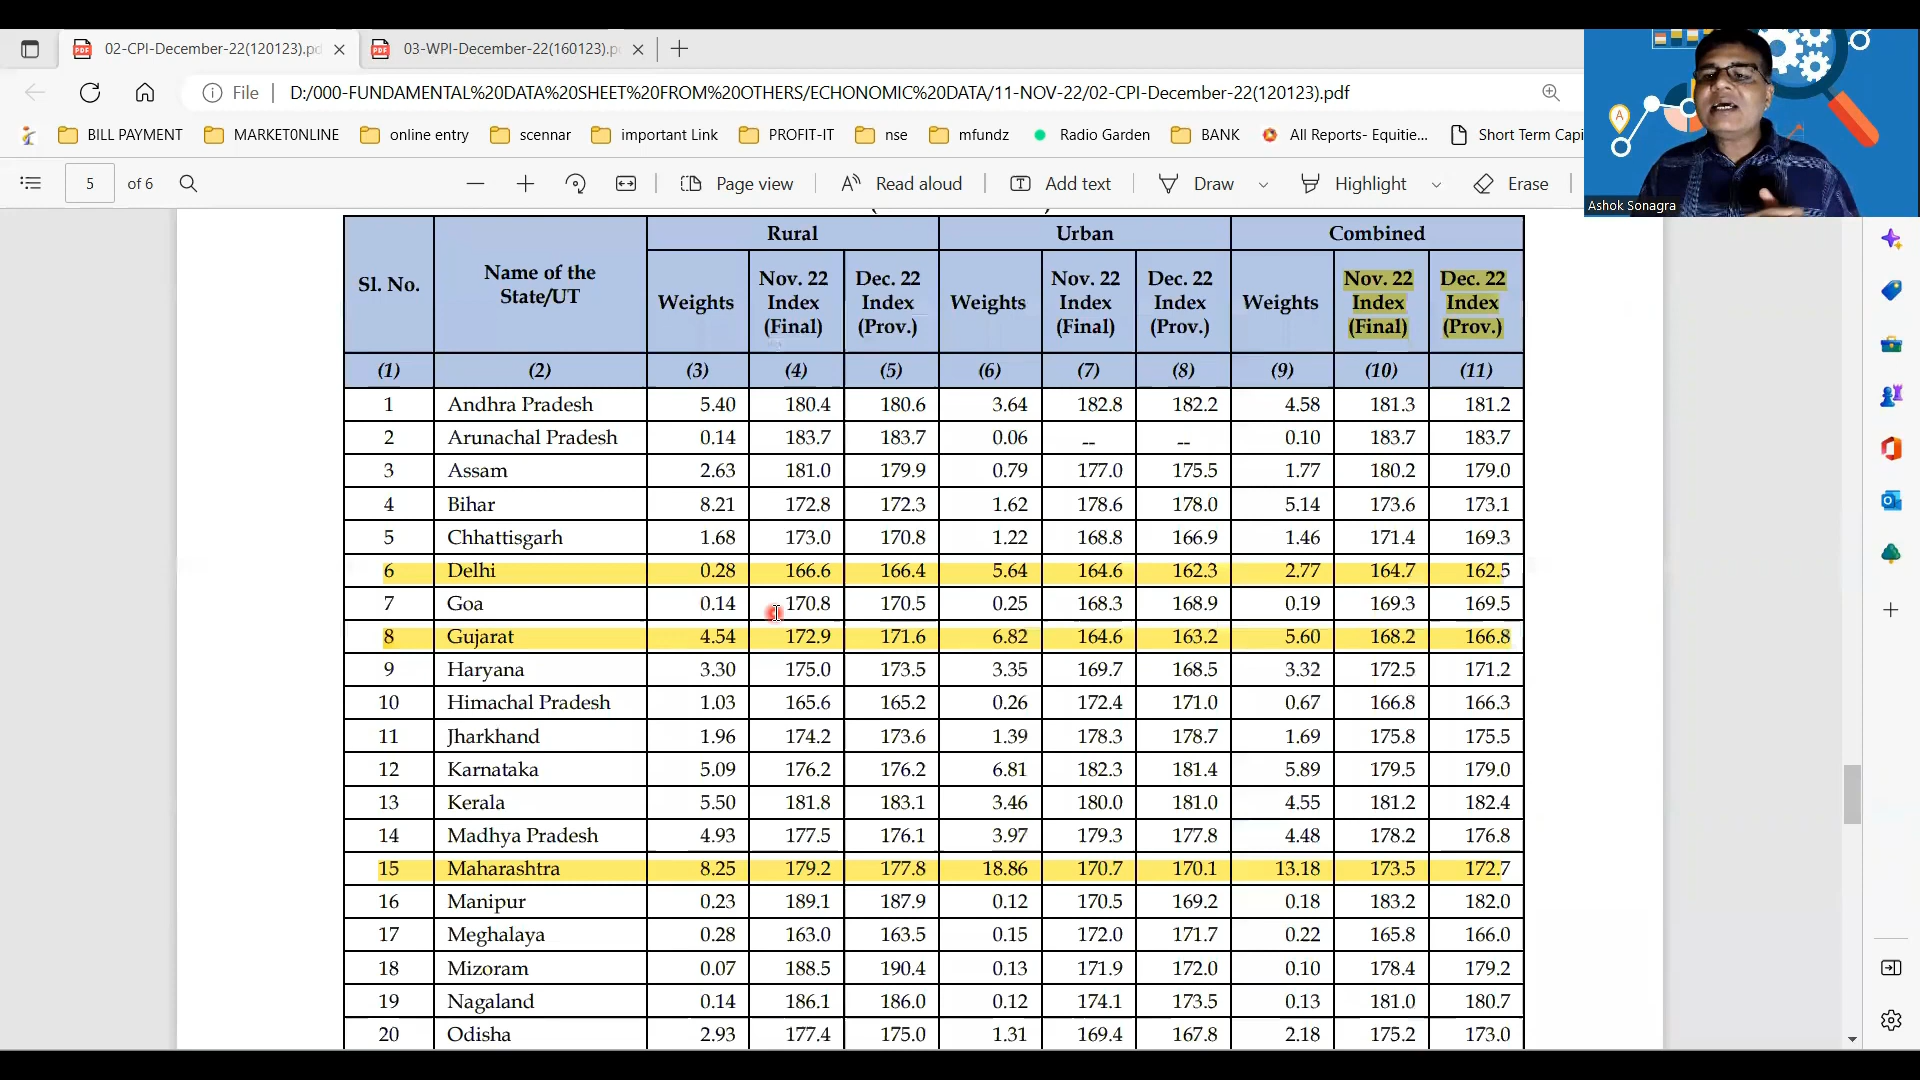 02-CPI-December-22(120123).pd
03-WPI-December-22(160123).p
File
D:/000-FUNDAMENTAL%20DATA%20SHEET%20FROM%20OTHERS/ECHONOMIC%20DATA/11-NOV-22/02-CPI-December-22(120123).pdf
BILL PAYMENT MARKET0NLINE online entry scennar important Link PROFIT-IT nse mfundz Radio Garden BANK All Reports- Equitie... Short Term Capi
5 of 6 Page view Read aloud Add text Draw Highlight Erase
A
Ashok Sonagra
Sl. No. Name of the State/UT Rural Urban Combined
Weights Nov. 22 Index (Final) Dec. 22 Index (Prov.) Weights Nov. 22 Index (Final) Dec. 22 Index (Prov.) Weights Nov. 22 Index (Final) Dec. 22 Index (Prov.)
(1) (2) (3) (4) (5) (6) (7) (8) (9) (10) (11)
1 Andhra Pradesh 5.40 180.4 180.6 3.64 182.8 182.2 4.58 181.3 181.2
2 Arunachal Pradesh 0.14 183.7 183.7 0.06 -- -- 0.10 183.7 183.7
3 Assam 2.63 181.0 179.9 0.79 177.0 175.5 1.77 180.2 179.0
4 Bihar 8.21 172.8 172.3 1.62 178.6 178.0 5.14 173.6 173.1
5 Chhattisgarh 1.68 173.0 170.8 1.22 168.8 166.9 1.46 171.4 169.3
6 Delhi 0.28 166.6 166.4 5.64 164.6 162.3 2.77 164.7 162.5
7 Goa 0.14 170.8 170.5 0.25 168.3 168.9 0.19 169.3 169.5
8 Gujarat 4.54 172.9 171.6 6.82 164.6 163.2 5.60 168.2 166.8
9 Haryana 3.30 175.0 173.5 3.35 169.7 168.5 3.32 172.5 171.2
10 Himachal Pradesh 1.03 165.6 165.2 0.26 172.4 171.0 0.67 166.8 166.3
11 Jharkhand 1.96 174.2 173.6 1.39 178.3 178.7 1.69 175.8 175.5
12 Karnataka 5.09 176.2 176.2 6.81 182.3 181.4 5.89 179.5 179.0
13 Kerala 5.50 181.8 183.1 3.46 180.0 181.0 4.55 181.2 182.4
14 Madhya Pradesh 4.93 177.5 176.1 3.97 179.3 177.8 4.48 178.2 176.8
15 Maharashtra 8.25 179.2 177.8 18.86 170.7 170.1 13.18 173.5 172.7
16 Manipur 0.23 189.1 187.9 0.12 170.5 169.2 0.18 183.2 182.0
17 Meghalaya 0.28 163.0 163.5 0.15 172.0 171.7 0.22 165.8 166.0
18 Mizoram 0.07 188.5 190.4 0.13 171.9 172.0 0.10 178.4 179.2
19 Nagaland 0.14 186.1 186.0 0.12 174.1 173.5 0.13 181.0 180.7
20 Odisha 2.93 177.4 175.0 1.31 169.4 167.8 2.18 175.2 173.0